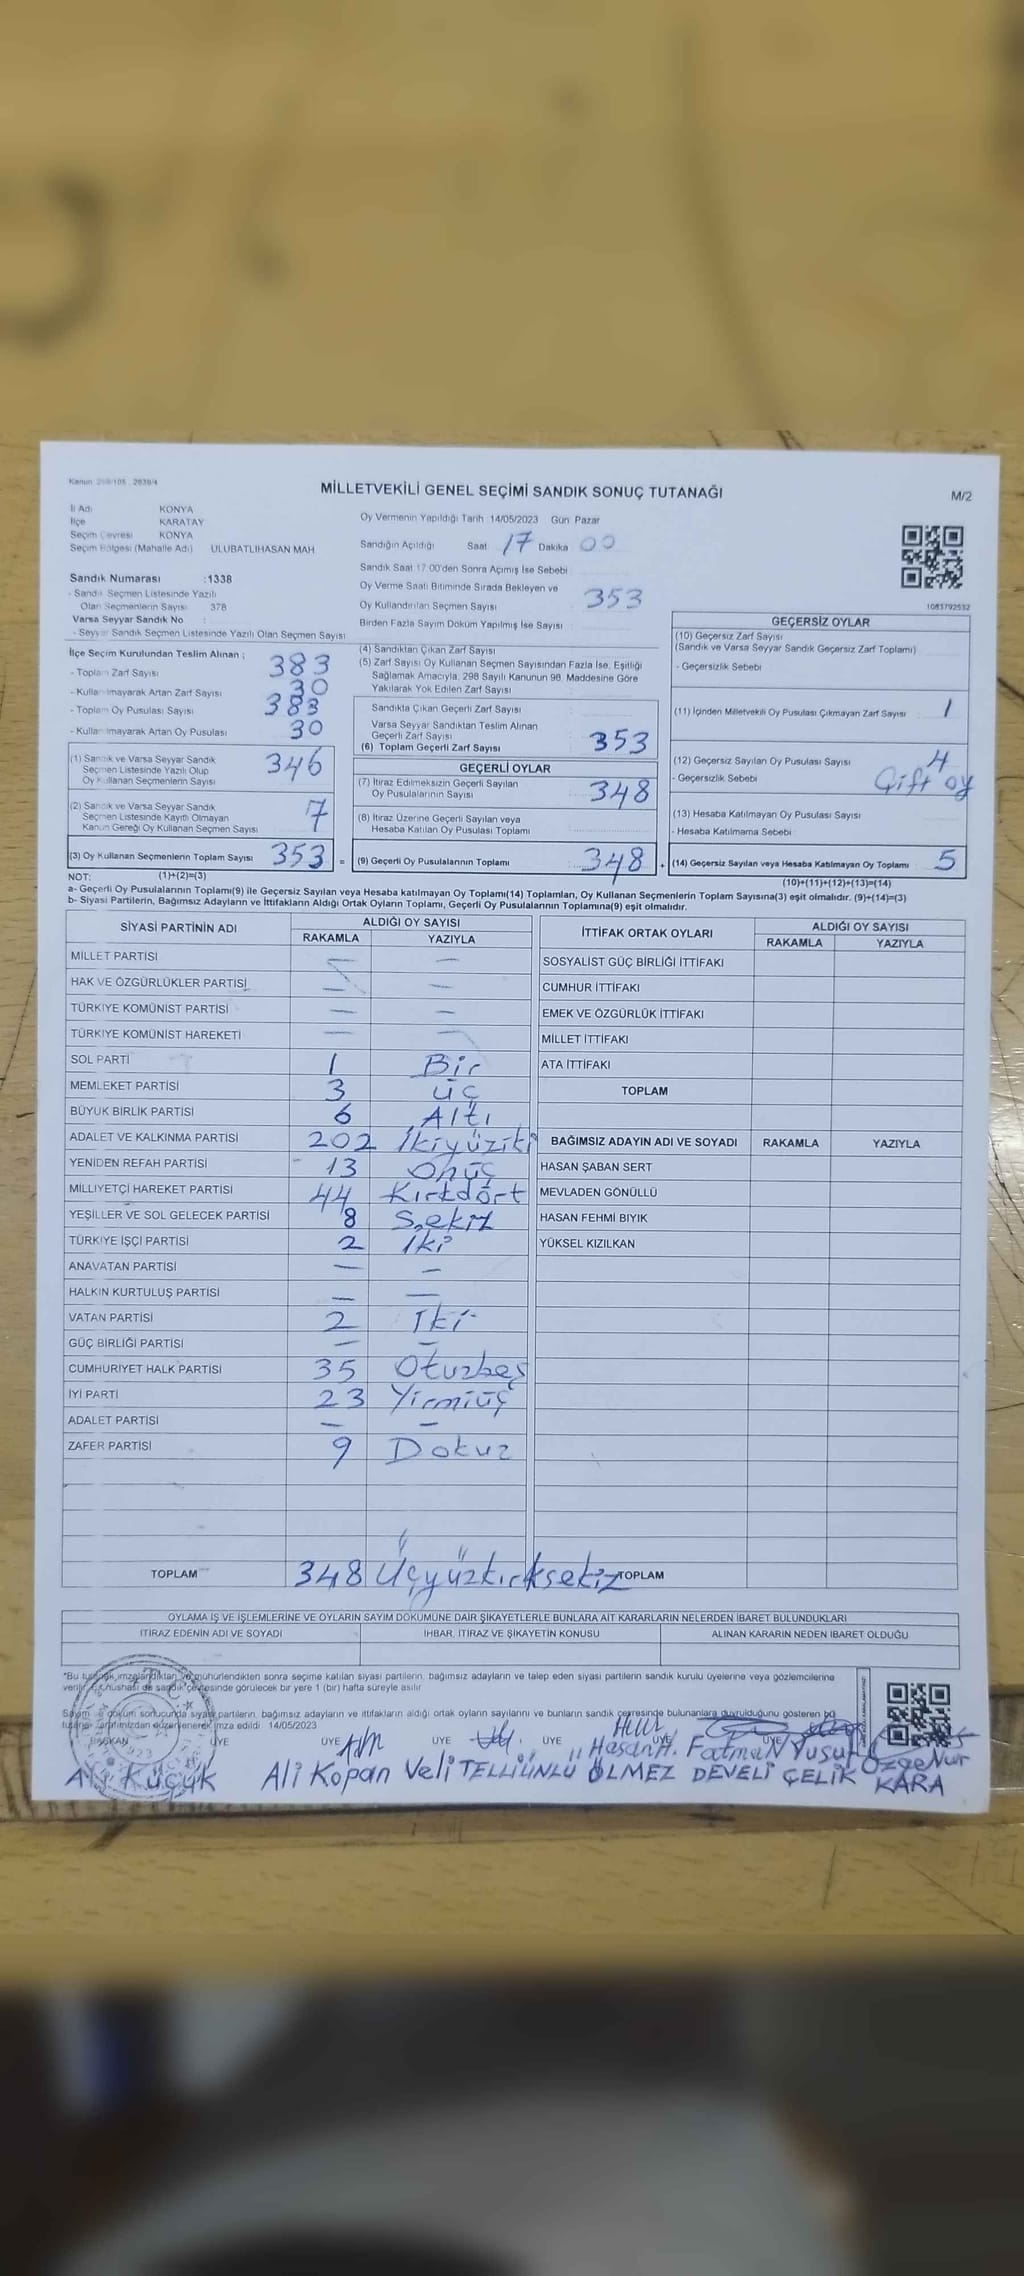 MİLLETVEKİLİ GENEL SEÇİMİ SANDIK SONUÇ TUTANAĞI
M/2
İl Adı KONYA
İlçe KARATAY
Seçim Çevresi KONYA
Seçim Bölgesi (Mahalle Adı) ULUBATLIHASAN MAH
Sandık Numarası :1338
- Sandık Seçmen Listesinde Yazılı
Olan Seçmenlerin Sayısı 378
Varsa Seyyar Sandık No :
- Seyyar Sandık Seçmen Listesinde Yazılı Olan Seçmen Sayısı
Oy Vermenin Yapıldığı Tarih 14/05/2023 Gün Pazar
Sandığın Açıldığı Saat 17 Dakika 00
Sandık Saat 17:00'den Sonra Açımış İse Sebebi
Oy Verme Saati Bitiminde Sırada Bekleyen ve
Oy Kullandırılan Seçmen Sayısı 353
Birden Fazla Sayım Döküm Yapılmış İse Sayısı
1083792532
İlçe Seçim Kurulundan Teslim Alınan ;
- Toplam Zarf Sayısı 383
- Kullanılmayarak Artan Zarf Sayısı 30
- Toplam Oy Pusulası Sayısı 383
- Kullanılmayarak Artan Oy Pusulası 30
(1) Sandık ve Varsa Seyyar Sandık
Seçmen Listesinde Yazılı Olup
Oy Kullanan Seçmenlerin Sayısı 346
(2) Sandık ve Varsa Seyyar Sandık
Seçmen Listesinde Kayıtlı Olmayan
Kanun Gereği Oy Kullanan Seçmen Sayısı 7
(3) Oy Kullanan Seçmenlerin Toplam Sayısı 353 =
(1)+(2)=(3)
(4) Sandıktan Çıkan Zarf Sayısı
(5) Zarf Sayısı Oy Kullanan Seçmen Sayısından Fazla İse, Eşitliği
Sağlamak Amacıyla, 298 Sayılı Kanunun 98. Maddesine Göre
Yakılarak Yok Edilen Zarf Sayısı
Sandıkta Çıkan Geçerli Zarf Sayısı
Varsa Seyyar Sandıktan Teslim Alınan
Geçerli Zarf Sayısı
(6) Toplam Geçerli Zarf Sayısı 353
GEÇERLİ OYLAR
(7) İtiraz Edilmeksizin Geçerli Sayılan
Oy Pusulalarının Sayısı 348
(8) İtiraz Üzerine Geçerli Sayılan veya
Hesaba Katılan Oy Pusulası Toplamı
(9) Geçerli Oy Pusulalarının Toplamı 348 +
GEÇERSİZ OYLAR
(10) Geçersiz Zarf Sayısı
(Sandık ve Varsa Seyyar Sandık Geçersiz Zarf Toplamı)
- Geçersizlik Sebebi
(11) İçinden Milletvekili Oy Pusulası Çıkmayan Zarf Sayısı 1
(12) Geçersiz Sayılan Oy Pusulası Sayısı 4
- Geçersizlik Sebebi Çift oy
(13) Hesaba Katılmayan Oy Pusulası Sayısı
- Hesaba Katılmama Sebebi
(14) Geçersiz Sayılan veya Hesaba Katılmayan Oy Toplamı 5
(10)+(11)+(12)+(13)=(14)
NOT:
a- Geçerli Oy Pusulalarının Toplamı(9) ile Geçersiz Sayılan veya Hesaba katılmayan Oy Toplamı(14) Toplamları, Oy Kullanan Seçmenlerin Toplam Sayısına(3) eşit olmalıdır. (9)+(14)=(3)
b- Siyasi Partilerin, Bağımsız Adayların ve İttifakların Aldığı Ortak Oyların Toplamı, Geçerli Oy Pusulalarının Toplamına(9) eşit olmalıdır.
SİYASİ PARTİNİN ADI ALDIĞI OY SAYISI
RAKAMLA YAZIYLA
MİLLET PARTİSİ — —
HAK VE ÖZGÜRLÜKLER PARTİSİ — —
TÜRKİYE KOMÜNİST PARTİSİ — —
TÜRKİYE KOMÜNİST HAREKETİ — —
SOL PARTİ 1 Bir
MEMLEKET PARTİSİ 3 üç
BÜYÜK BİRLİK PARTİSİ 6 Altı
ADALET VE KALKINMA PARTİSİ 202 İkiyüziki
YENİDEN REFAH PARTİSİ 13 Onüç
MİLLİYETÇİ HAREKET PARTİSİ 44 Kırkdört
YEŞİLLER VE SOL GELECEK PARTİSİ 8 Sekiz
TÜRKİYE İŞÇİ PARTİSİ 2 İki
ANAVATAN PARTİSİ — —
HALKIN KURTULUŞ PARTİSİ — —
VATAN PARTİSİ 2 İki
GÜÇ BİRLİĞİ PARTİSİ — —
CUMHURİYET HALK PARTİSİ 35 Otuzbeş
İYİ PARTİ 23 Yirmiüç
ADALET PARTİSİ — —
ZAFER PARTİSİ 9 Dokuz
TOPLAM 348 Üçyüzkırksekiz
İTTİFAK ORTAK OYLARI ALDIĞI OY SAYISI
RAKAMLA YAZIYLA
SOSYALİST GÜÇ BİRLİĞİ İTTİFAKI
CUMHUR İTTİFAKI
EMEK VE ÖZGÜRLÜK İTTİFAKI
MİLLET İTTİFAKI
ATA İTTİFAKI
TOPLAM
BAĞIMSIZ ADAYIN ADI VE SOYADI RAKAMLA YAZIYLA
HASAN ŞABAN SERT
MEVLADEN GÖNÜLLÜ
HASAN FEHMİ BIYIK
YÜKSEL KIZILKAN
TOPLAM
OYLAMA İŞ VE İŞLEMLERİNE VE OYLARIN SAYIM DÖKÜMÜNE DAİR ŞİKAYETLERLE BUNLARA AİT KARARLARIN NELERDEN İBARET BULUNDUKLARI
İTİRAZ EDENİN ADI VE SOYADI İHBAR, İTİRAZ VE ŞİKAYETİN KONUSU ALINAN KARARIN NEDEN İBARET OLDUĞU
*Bu tutanak imzalandıktan ve mühürlendikten sonra seçime katılan siyasi partilerin, bağımsız adayların ve talep eden siyasi partilerin sandık kurulu üyelerine veya gözlemcilerine
nüshası da sandık çevresinde görülecek bir yere 1 (bir) hafta süreyle asılır
Sayım ve döküm sonucunda siyasi partilerin, bağımsız adayların ve ittifakların aldığı ortak oyların sayılarını ve bunların sandık çevresinde bulunanlara duyrulduğunu gösteren bu
tutanak tarafımızdan düzenlenerek imza edildi 14/05/2023
BAŞKAN ÜYE ÜYE ÜYE ÜYE ÜYE ÜYE
Küçük Ali Kopan Veli TELLİ ÜNLÜ Hasan H. ÖLMEZ Fatma N DEVELİ Yusuf ÇELİK Özge Nur KARA